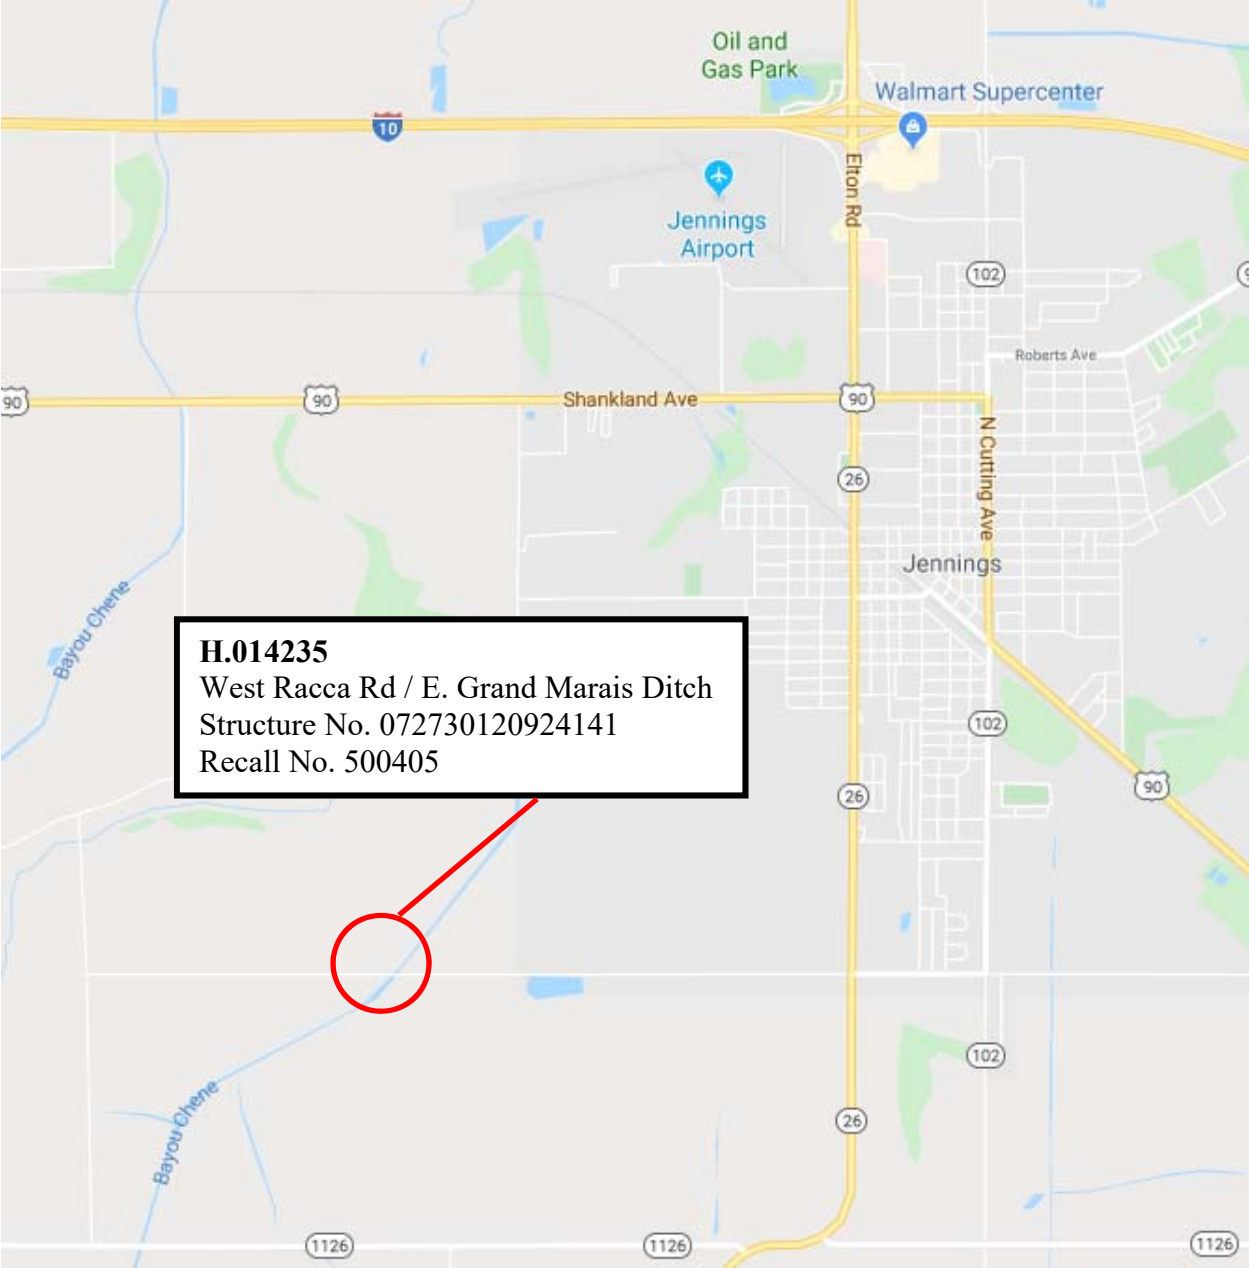 Oil and
Gas Park
Walmart Supercenter
10
Elton Rd
Jennings
Airport
102
Roberts Ave
90
90
Shankland Ave
90
N Cutting Ave
26
Jennings
Bayou Chene
H.014235
West Racca Rd / E. Grand Marais Ditch
Structure No. 072730120924141
Recall No. 500405
102
90
26
102
Bayou Chene
26
1126
1126
1126